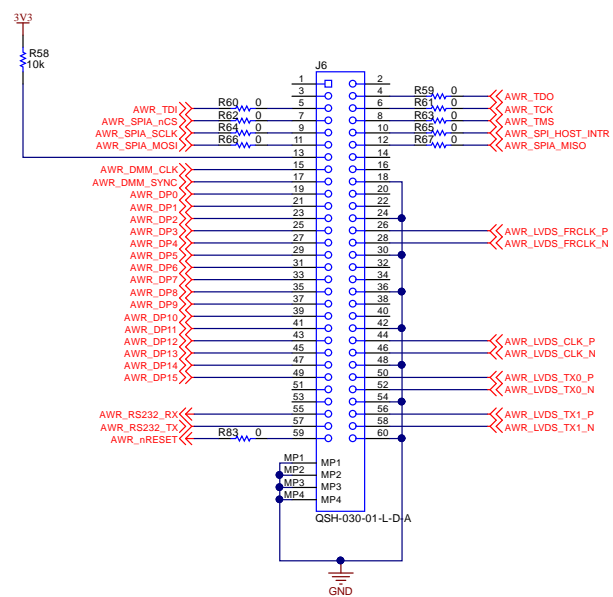 3V3
R58
10k
J6
1 2
3 4 R59 0 AWR_TDO
AWR_TDI R60 0 5 6 R61 0 AWR_TCK
AWR_SPIA_nCS R62 0 7 8 R63 0 AWR_TMS
AWR_SPIA_SCLK R64 0 9 10 R65 0 AWR_SPI_HOST_INTR
AWR_SPIA_MOSI R66 0 11 12 R67 0 AWR_SPIA_MISO
13 14
AWR_DMM_CLK 15 16
AWR_DMM_SYNC 17 18
AWR_DP0 19 20
AWR_DP1 21 22
AWR_DP2 23 24
AWR_DP3 25 26 AWR_LVDS_FRCLK_P
AWR_DP4 27 28 AWR_LVDS_FRCLK_N
AWR_DP5 29 30
AWR_DP6 31 32
AWR_DP7 33 34
AWR_DP8 35 36
AWR_DP9 37 38
AWR_DP10 39 40
AWR_DP11 41 42
AWR_DP12 43 44 AWR_LVDS_CLK_P
AWR_DP13 45 46 AWR_LVDS_CLK_N
AWR_DP14 47 48
AWR_DP15 49 50 AWR_LVDS_TX0_P
51 52 AWR_LVDS_TX0_N
53 54
AWR_RS232_RX 55 56 AWR_LVDS_TX1_P
AWR_RS232_TX 57 58 AWR_LVDS_TX1_N
AWR_nRESET R83 0 59 60
MP1 MP1
MP2 MP2
MP3 MP3
MP4 MP4
QSH-030-01-L-D-A
GND